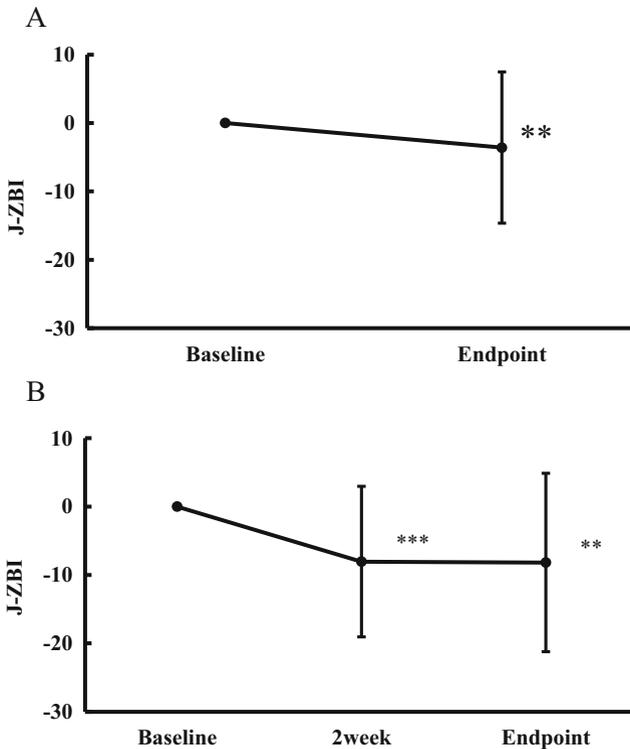 A
10
0
-10
-20
-30
J-ZBI
**
Baseline Endpoint
B
10
0
-10
-20
-30
J-ZBI
***
**
Baseline 2week Endpoint